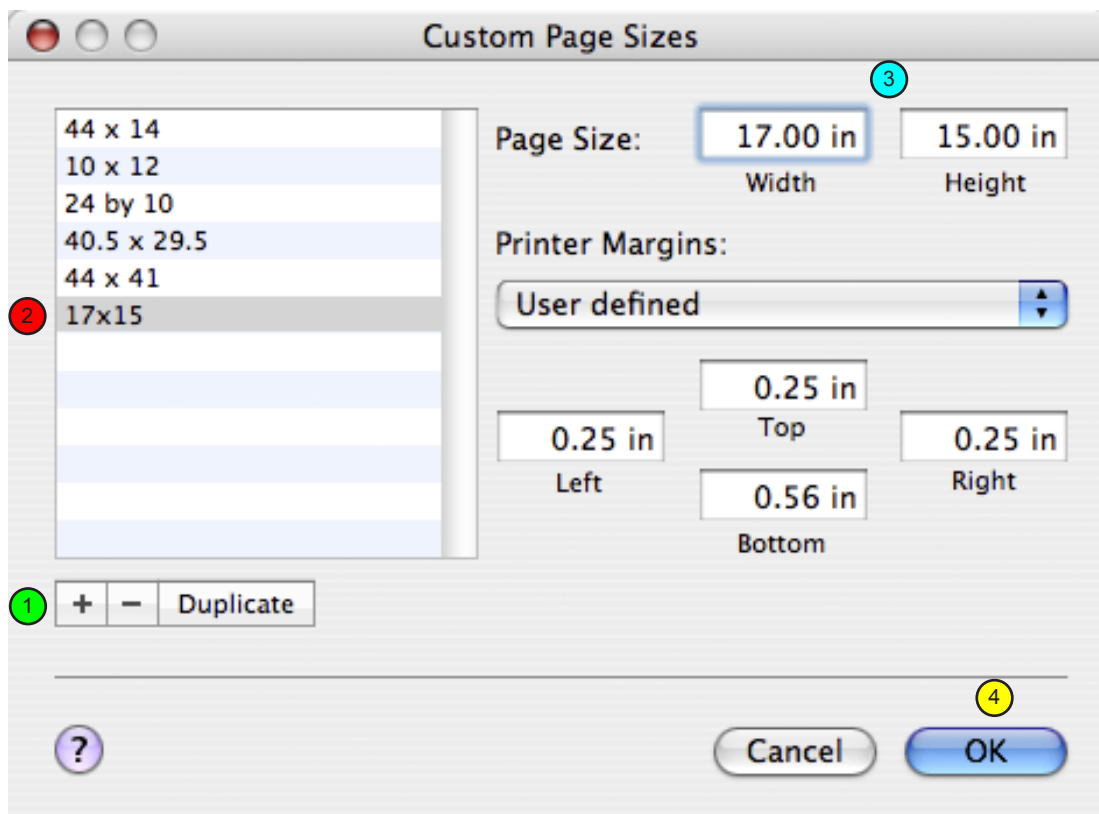 Custom Page Sizes
3
44 x 14
10 x 12
24 by 10
40.5 x 29.5
44 x 41
2 17x15
Page Size: 17.00 in 15.00 in
Width Height
Printer Margins:
User defined
0.25 in
Top
0.25 in 0.25 in
Left Right
0.56 in
Bottom
1 + − Duplicate
4
? Cancel OK